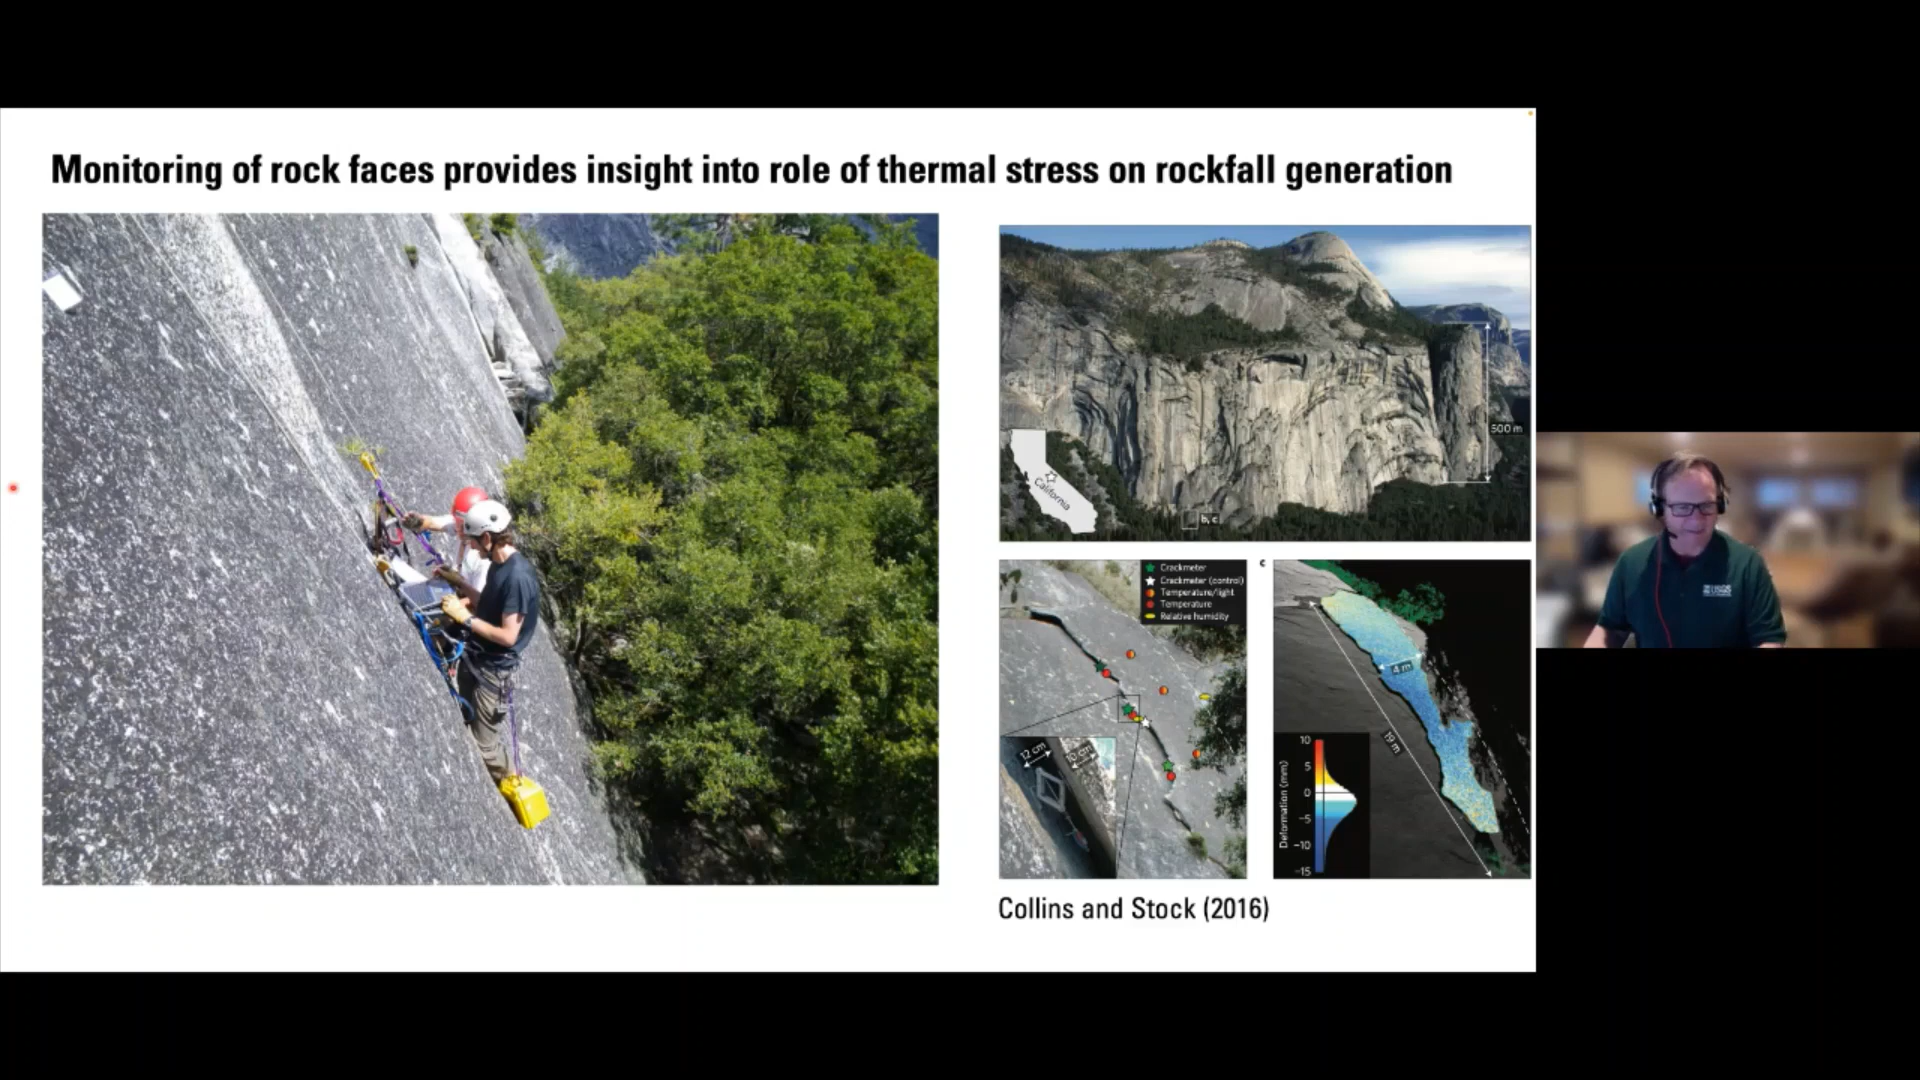 Monitoring of rock faces provides insight into role of thermal stress on rockfall generation
500 m
California
b, c
Crackmeter
Crackmeter (control)
Temperature/light
Temperature
Relative humidity
12 cm
10 cm
c
4 m
19 m
Deformation (mm)
10
5
0
−5
−10
−15
Collins and Stock (2016)
USGS